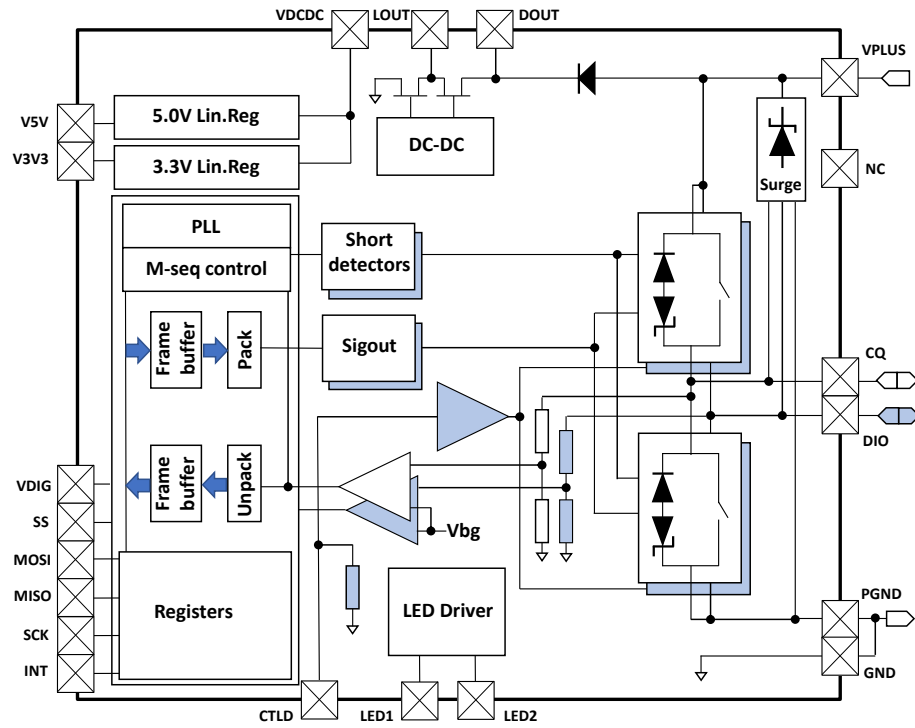 VDCDC
LOUT
DOUT
VPLUS
V5V
5.0V Lin.Reg
V3V3
3.3V Lin.Reg
DC-DC
NC
Surge
PLL
M-seq control
Short
detectors
Frame
buffer
Pack
Sigout
CQ
DIO
Frame
buffer
Unpack
Vbg
VDIG
SS
MOSI
MISO
SCK
INT
Registers
LED Driver
PGND
GND
CTLD
LED1
LED2